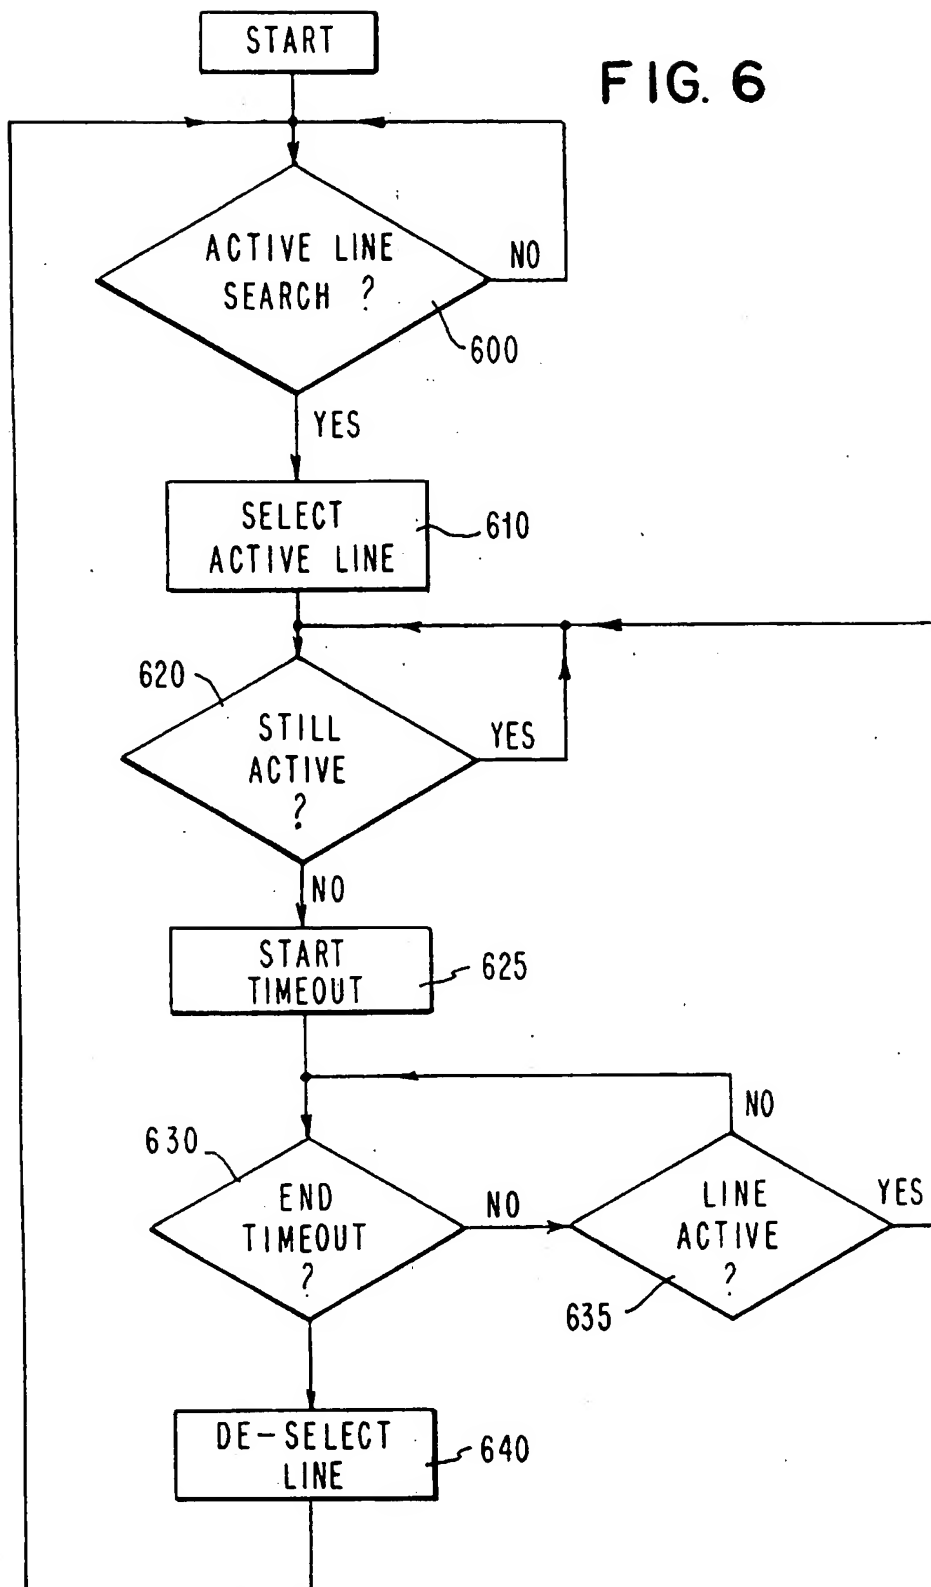 START
FIG. 6
ACTIVE LINE
SEARCH ?
NO
600
YES
SELECT
ACTIVE LINE
610
620
STILL
ACTIVE
?
YES
NO
START
TIMEOUT
625
630
END
TIMEOUT
?
NO
NO
LINE
ACTIVE
?
YES
635
DE-SELECT
LINE
640